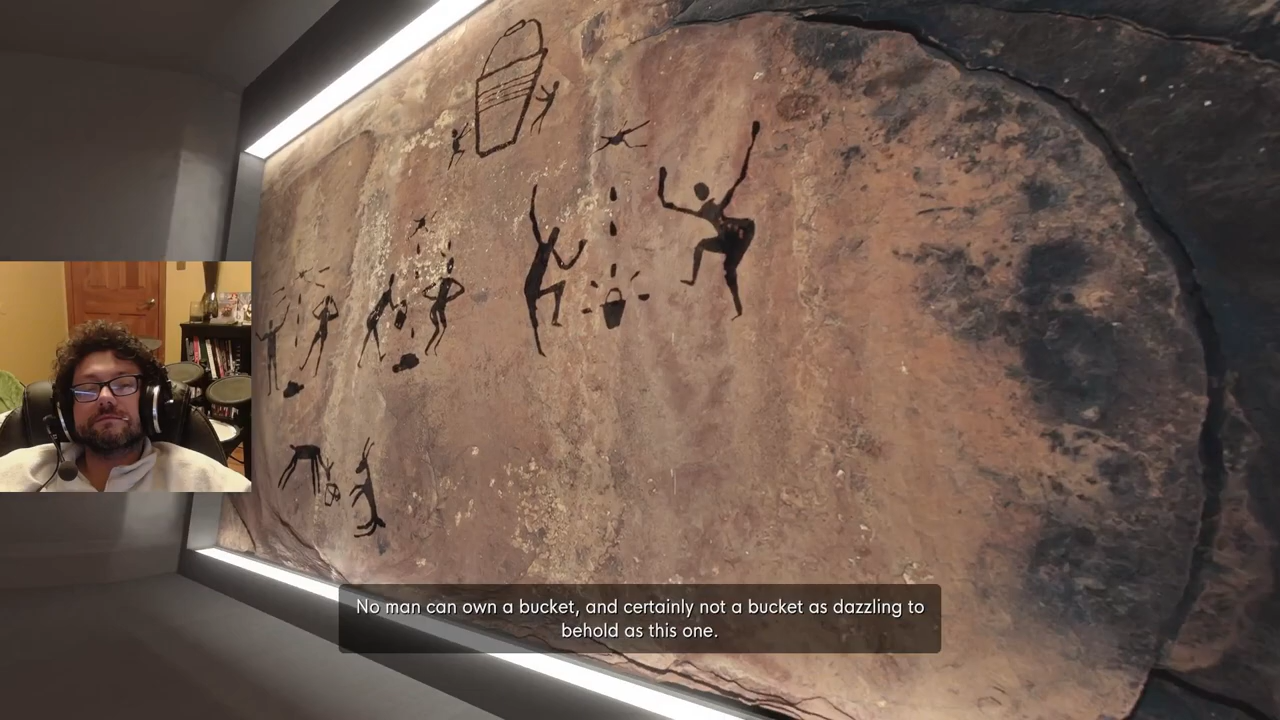 No man can own a bucket, and certainly not a bucket as dazzling to
behold as this one.